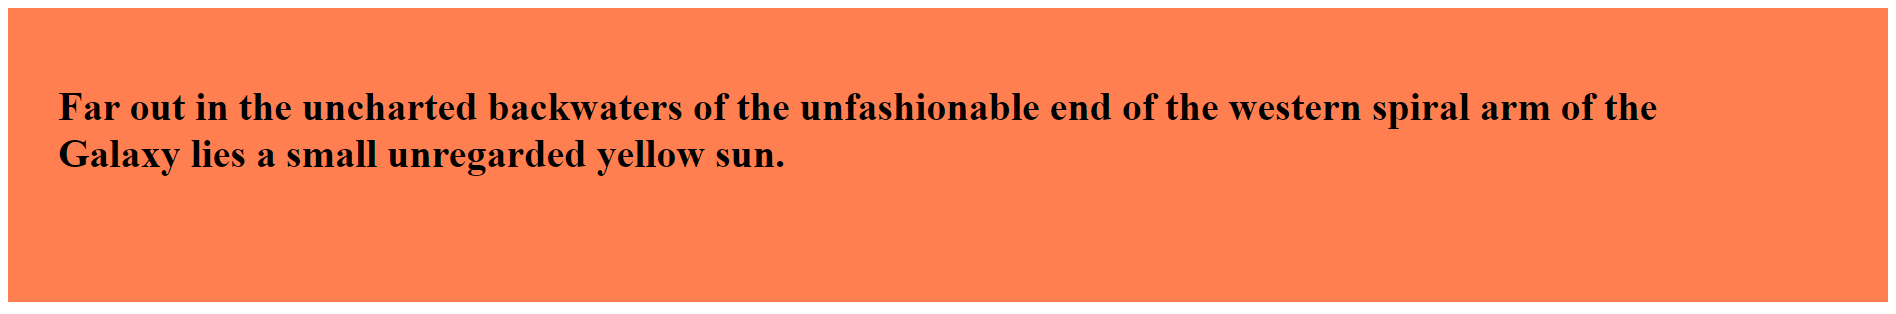 Far out in the uncharted backwaters of the unfashionable end of the western spiral arm of the
Galaxy lies a small unregarded yellow sun.